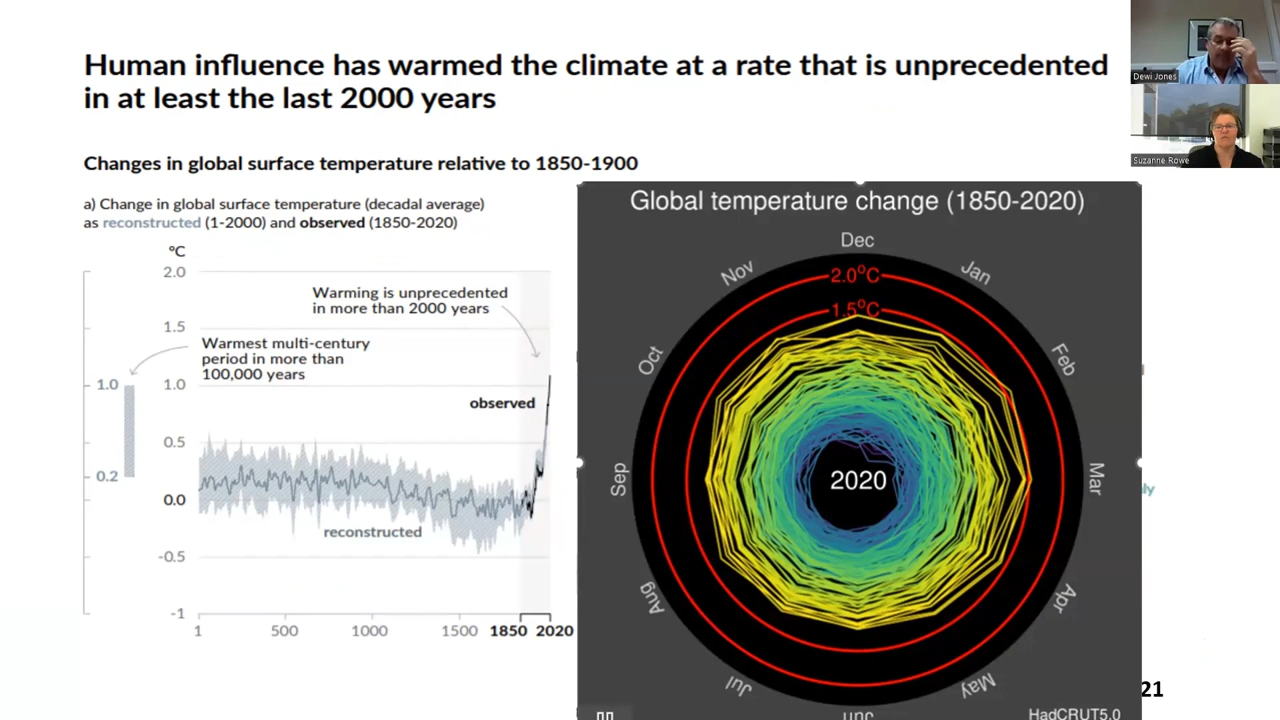 Human influence has warmed the climate at a rate that is unprecedented
in at least the last 2000 years
Dewi Jones
Suzanne Rowe
Changes in global surface temperature relative to 1850-1900
a) Change in global surface temperature (decadal average)
as reconstructed (1-2000) and observed (1850-2020)
°C
2.0
1.5
1.0
0.5
0.0
-0.5
-1
Warming is unprecedented
in more than 2000 years
Warmest multi-century
period in more than
100,000 years
1.0
0.2
observed
reconstructed
1
500
1000
1500
1850
2020
Global temperature change (1850-2020)
Dec
Jan
Feb
Mar
Apr
May
Jun
Jul
Aug
Sep
Oct
Nov
2.0°C
1.5°C
2020
HadCRUT5.0
ly
21